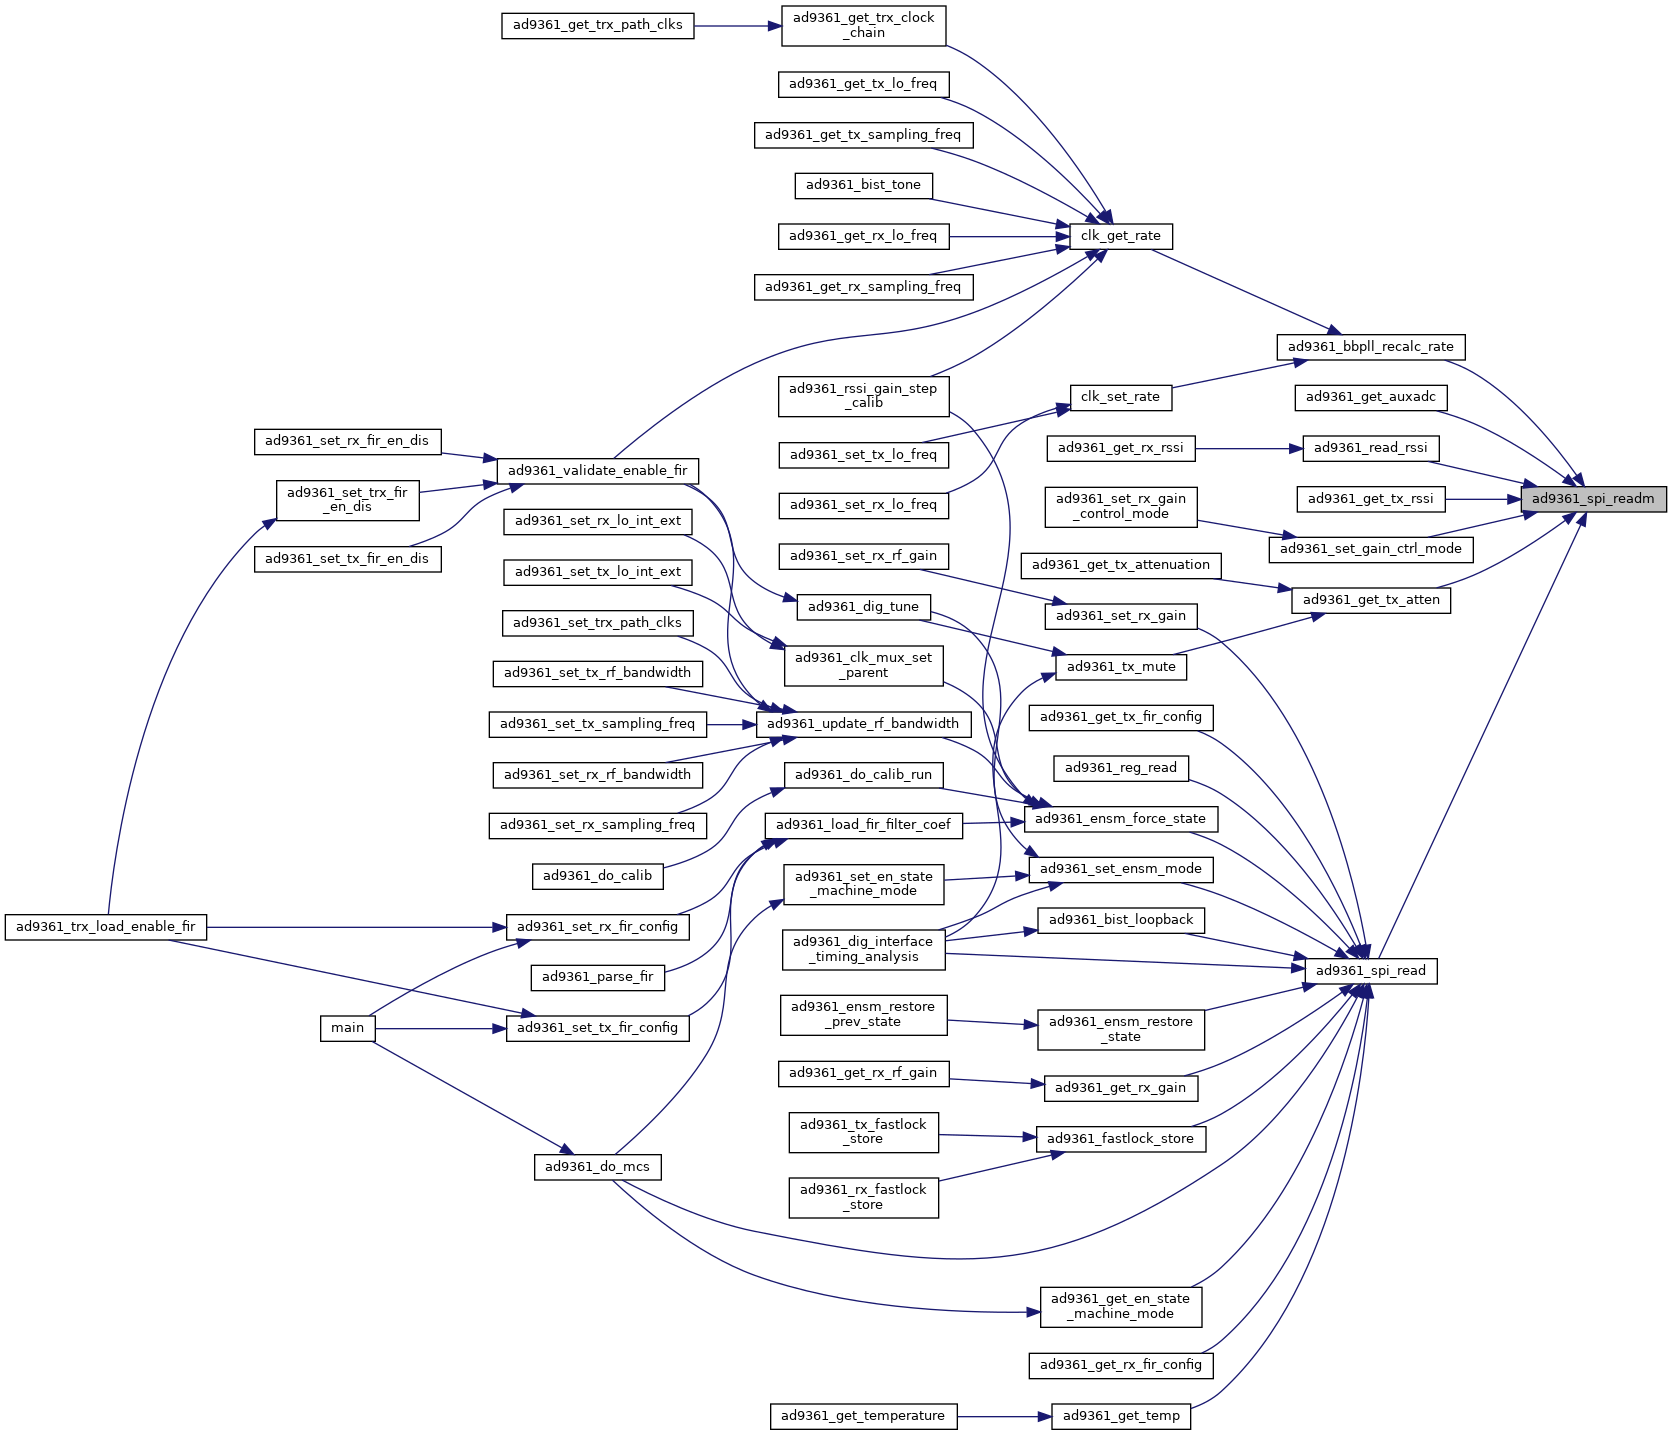 ad9361_get_trx_path_clks
ad9361_get_trx_clock
_chain
ad9361_get_tx_lo_freq
ad9361_get_tx_sampling_freq
ad9361_bist_tone
ad9361_get_rx_lo_freq
clk_get_rate
ad9361_get_rx_sampling_freq
ad9361_bbpll_recalc_rate
ad9361_rssi_gain_step
_calib
clk_set_rate
ad9361_get_auxadc
ad9361_set_rx_fir_en_dis
ad9361_set_tx_lo_freq
ad9361_get_rx_rssi
ad9361_read_rssi
ad9361_validate_enable_fir
ad9361_set_trx_fir
_en_dis
ad9361_set_rx_lo_freq
ad9361_set_rx_gain
_control_mode
ad9361_get_tx_rssi
ad9361_spi_readm
ad9361_set_rx_lo_int_ext
ad9361_set_tx_fir_en_dis
ad9361_set_rx_rf_gain
ad9361_set_gain_ctrl_mode
ad9361_set_tx_lo_int_ext
ad9361_get_tx_attenuation
ad9361_dig_tune
ad9361_set_rx_gain
ad9361_get_tx_atten
ad9361_set_trx_path_clks
ad9361_clk_mux_set
_parent
ad9361_tx_mute
ad9361_set_tx_rf_bandwidth
ad9361_set_tx_sampling_freq
ad9361_update_rf_bandwidth
ad9361_get_tx_fir_config
ad9361_set_rx_rf_bandwidth
ad9361_do_calib_run
ad9361_reg_read
ad9361_set_rx_sampling_freq
ad9361_load_fir_filter_coef
ad9361_ensm_force_state
ad9361_do_calib
ad9361_set_en_state
_machine_mode
ad9361_set_ensm_mode
ad9361_trx_load_enable_fir
ad9361_set_rx_fir_config
ad9361_dig_interface
_timing_analysis
ad9361_bist_loopback
ad9361_parse_fir
ad9361_spi_read
main
ad9361_set_tx_fir_config
ad9361_ensm_restore
_prev_state
ad9361_ensm_restore
_state
ad9361_get_rx_rf_gain
ad9361_get_rx_gain
ad9361_tx_fastlock
_store
ad9361_fastlock_store
ad9361_do_mcs
ad9361_rx_fastlock
_store
ad9361_get_en_state
_machine_mode
ad9361_get_rx_fir_config
ad9361_get_temperature
ad9361_get_temp